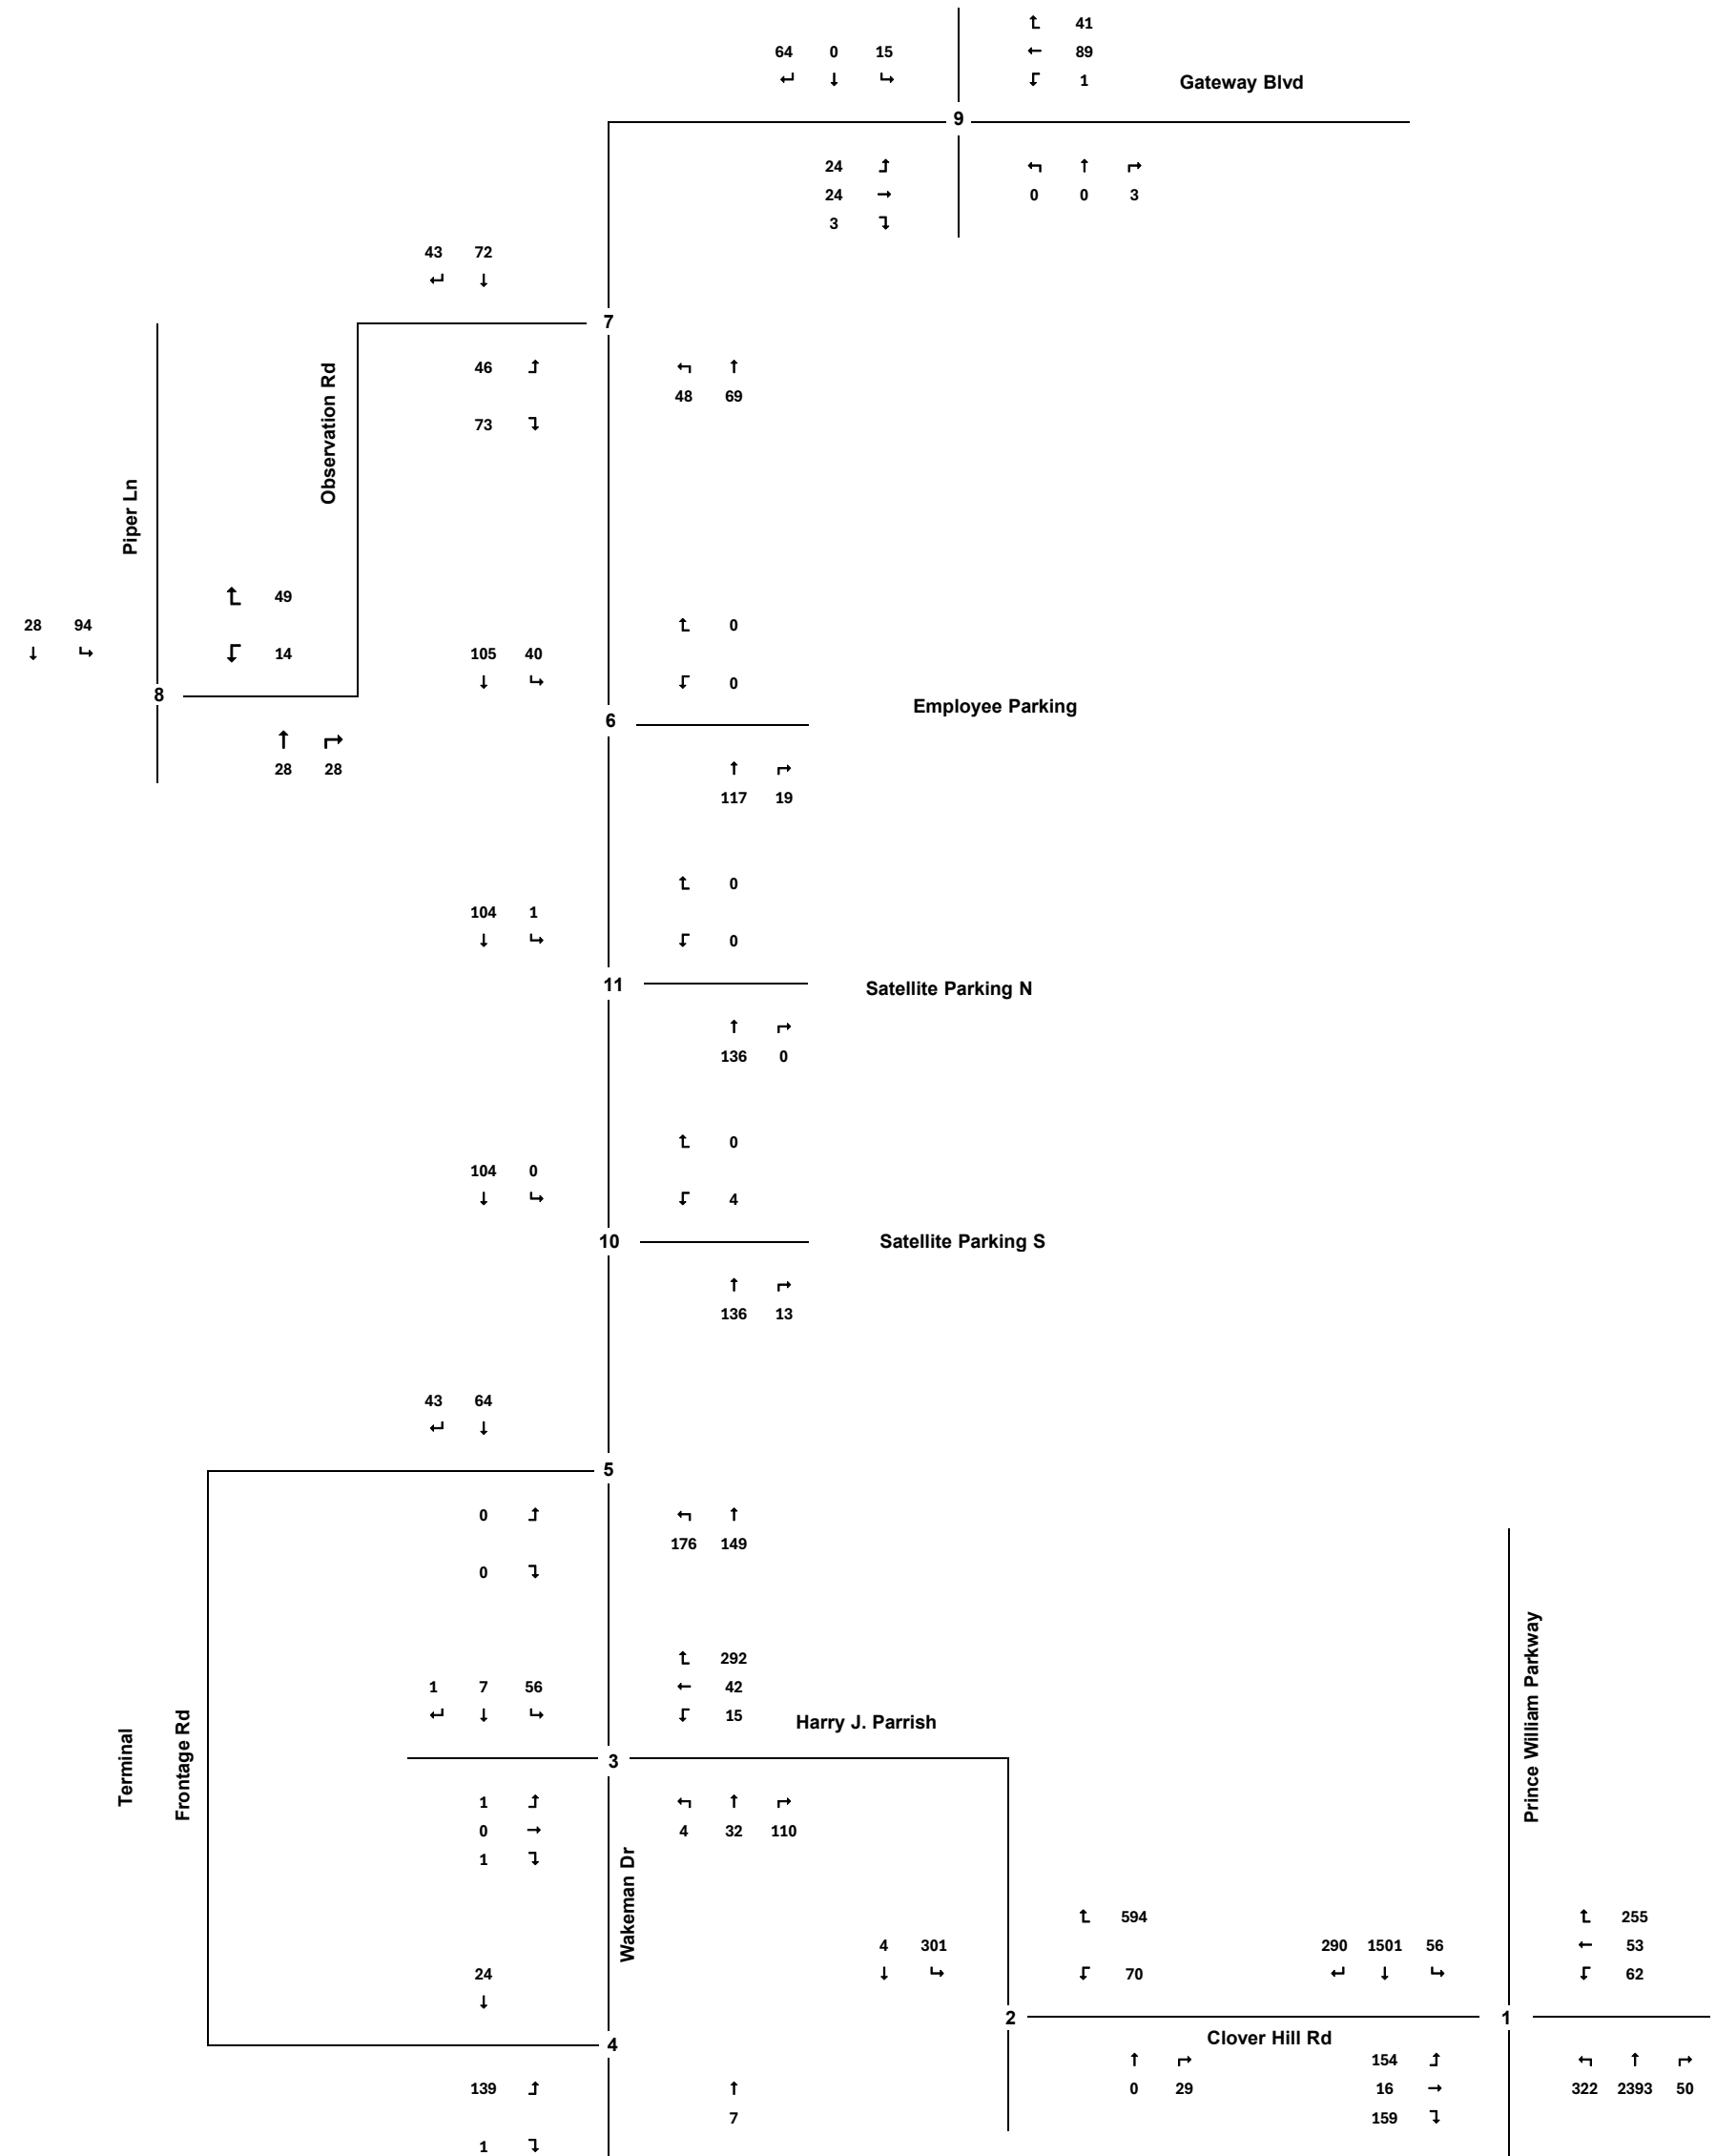 ↰ 41
64 0 15 ← 89
↵ ↓ ↳ ↲ 1 Gateway Blvd
9
24 ↰ ↰ ↑ ↱
24 → 0 0 3
3 ↴
43 72
↵ ↓
7
46 ↰ ↰ ↑
48 69
73 ↴
Observation Rd
Piper Ln
↰ 49
28 94
↓ ↳ ↲ 14
8
↑ ↱
28 28
↰ 0
105 40
↓ ↳ ↲ 0
Employee Parking
6
↑ ↱
117 19
↰ 0
104 1
↓ ↳ ↲ 0
11 Satellite Parking N
↑ ↱
136 0
↰ 0
104 0
↓ ↳ ↲ 4
10 Satellite Parking S
↑ ↱
136 13
43 64
↵ ↓
5
0 ↰ ↰ ↑
176 149
0 ↴
↰ 292
1 7 56 ← 42
↵ ↓ ↳ ↲ 15 Harry J. Parrish
Prince William Parkway
Terminal
Frontage Rd
3
1 ↰ ↰ ↑ ↱
0 → 4 32 110
1 ↴
Wakeman Dr
↰ 594 ↰ 255
4 301 290 1501 56 ← 53
24 ↓ ↳ ↲ 70 ↵ ↓ ↳ ↲ 62
↓
2 1
Clover Hill Rd
4
↑ ↱ 154 ↰ ↰ ↑ ↱
139 ↰ ↑ 0 29 16 → 322 2393 50
7 159 ↴
1 ↴